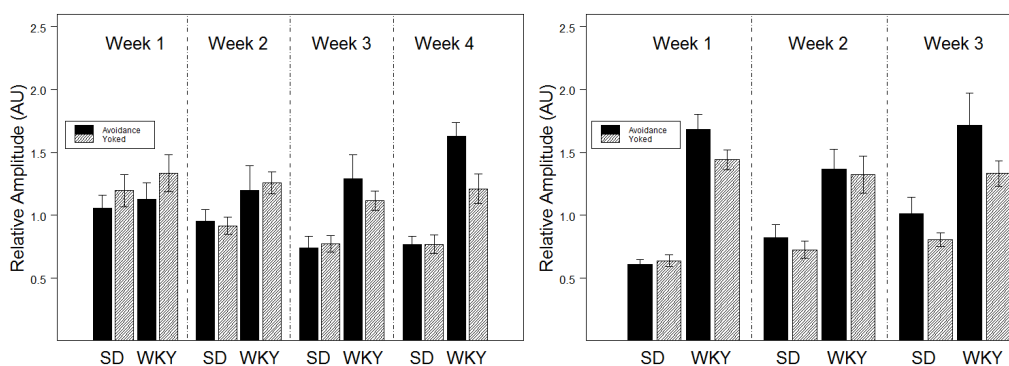 2.5
2.0
1.5
1.0
0.5
Relative Amplitude (AU)
Week 1 Week 2 Week 3 Week 4
Avoidance
Yoked
SD WKY SD WKY SD WKY SD WKY
2.5
2.0
1.5
1.0
0.5
Relative Amplitude (AU)
Week 1 Week 2 Week 3
Avoidance
Yoked
SD WKY SD WKY SD WKY